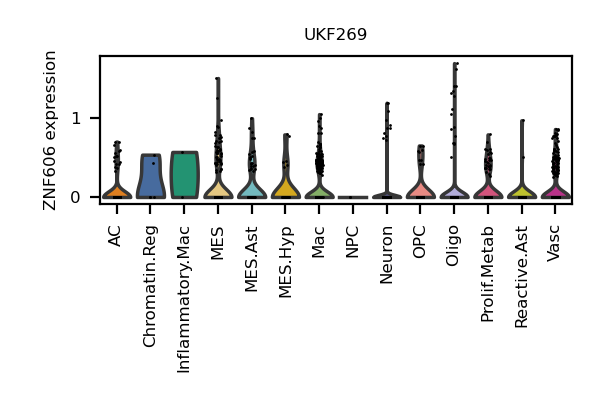 UKF269
ZNF606 expression
1
0
AC
Chromatin.Reg
Inflammatory.Mac
MES
MES.Ast
MES.Hyp
Mac
NPC
Neuron
OPC
Oligo
Prolif.Metab
Reactive.Ast
Vasc